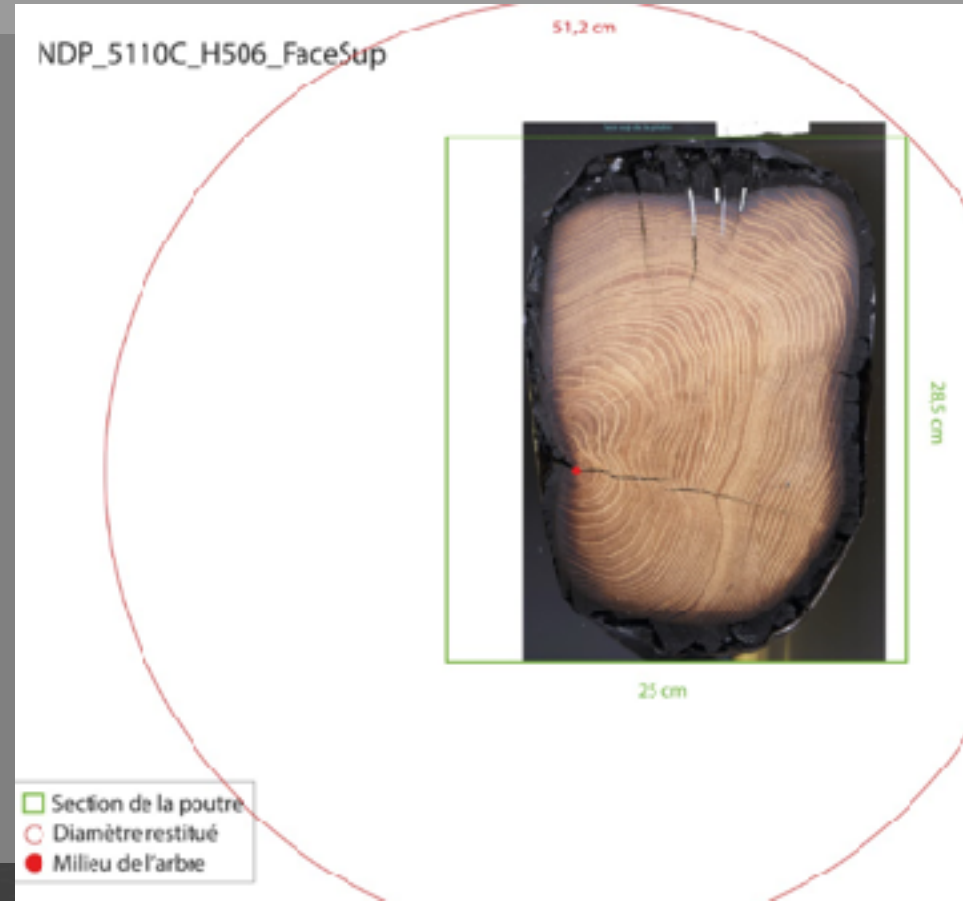 51,2 cm
NDP_5110C_H506_FaceSup
28,5 cm
25 cm
Section de la poutre
Diamètre restitué
Milieu de l'arbre